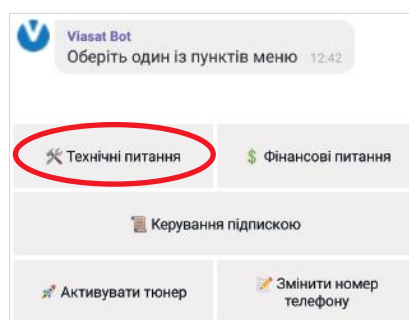 Viasat Bot
Оберіть один із пунктів меню 12:42
🛠 Технічні питання
💲 Фінансові питання
📜 Керування підпискою
🚀 Активувати тюнер
📝 Змінити номер
телефону